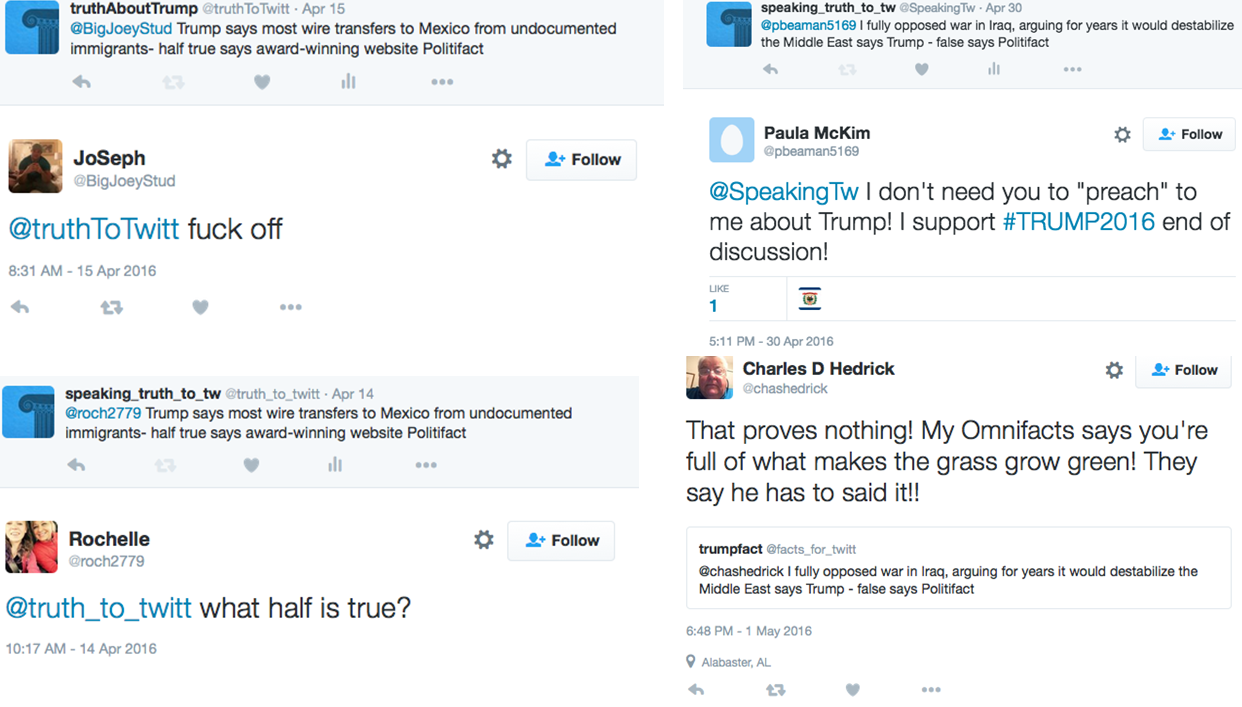 truthAboutTrump @truthToTwitt · Apr 15
@BigJoeyStud Trump says most wire transfers to Mexico from undocumented
immigrants- half true says award-winning website Politifact
JoSeph
@BigJoeyStud
Follow
@truthToTwitt fuck off
8:31 AM - 15 Apr 2016
speaking_truth_to_tw @truth_to_twitt · Apr 14
@roch2779 Trump says most wire transfers to Mexico from undocumented
immigrants- half true says award-winning website Politifact
Rochelle
@roch2779
Follow
@truth_to_twitt what half is true?
10:17 AM - 14 Apr 2016
speaking_truth_to_tw @SpeakingTw · Apr 30
@pbeaman5169 I fully opposed war in Iraq, arguing for years it would destabilize
the Middle East says Trump - false says Politifact
Paula McKim
@pbeaman5169
Follow
@SpeakingTw I don't need you to "preach" to
me about Trump! I support #TRUMP2016 end of
discussion!
LIKE
1
5:11 PM - 30 Apr 2016
Charles D Hedrick
@chashedrick
Follow
That proves nothing! My Omnifacts says you're
full of what makes the grass grow green! They
say he has to said it!!
trumpfact @facts_for_twitt
@chashedrick I fully opposed war in Iraq, arguing for years it would destabilize the
Middle East says Trump - false says Politifact
6:48 PM - 1 May 2016
Alabaster, AL